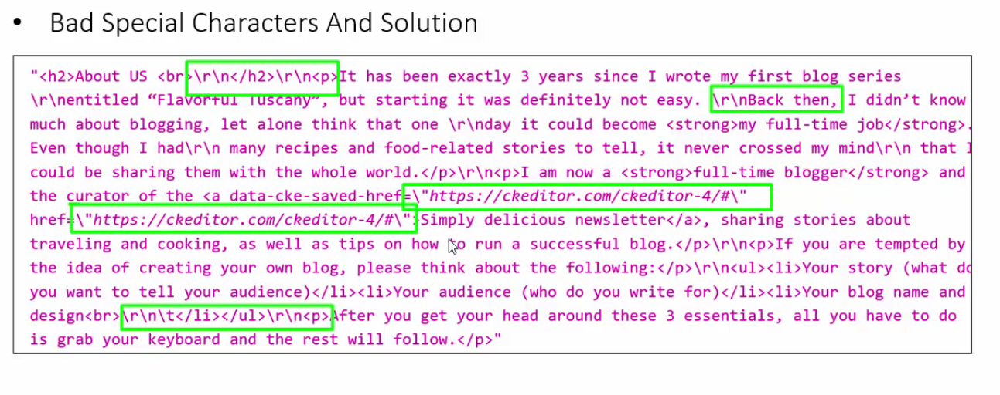 • Bad Special Characters And Solution
"<h2>About US <br>\r\n</h2>\r\n<p>It has been exactly 3 years since I wrote my first blog series
\r\nentitled “Flavorful Tuscany”, but starting it was definitely not easy. \r\nBack then, I didn’t know
much about blogging, let alone think that one \r\nday it could become <strong>my full-time job</strong>.
Even though I had\r\n many recipes and food-related stories to tell, it never crossed my mind\r\n that I
could be sharing them with the whole world.</p>\r\n<p>I am now a <strong>full-time blogger</strong> and
the curator of the <a data-cke-saved-href=\"https://ckeditor.com/ckeditor-4/#\"
href=\"https://ckeditor.com/ckeditor-4/#\">Simply delicious newsletter</a>, sharing stories about
traveling and cooking, as well as tips on how to run a successful blog.</p>\r\n<p>If you are tempted by
the idea of creating your own blog, please think about the following:</p>\r\n<ul><li>Your story (what do
you want to tell your audience)</li><li>Your audience (who do you write for)</li><li>Your blog name and
design<br>\r\n\t</li></ul>\r\n<p>After you get your head around these 3 essentials, all you have to do
is grab your keyboard and the rest will follow.</p>"